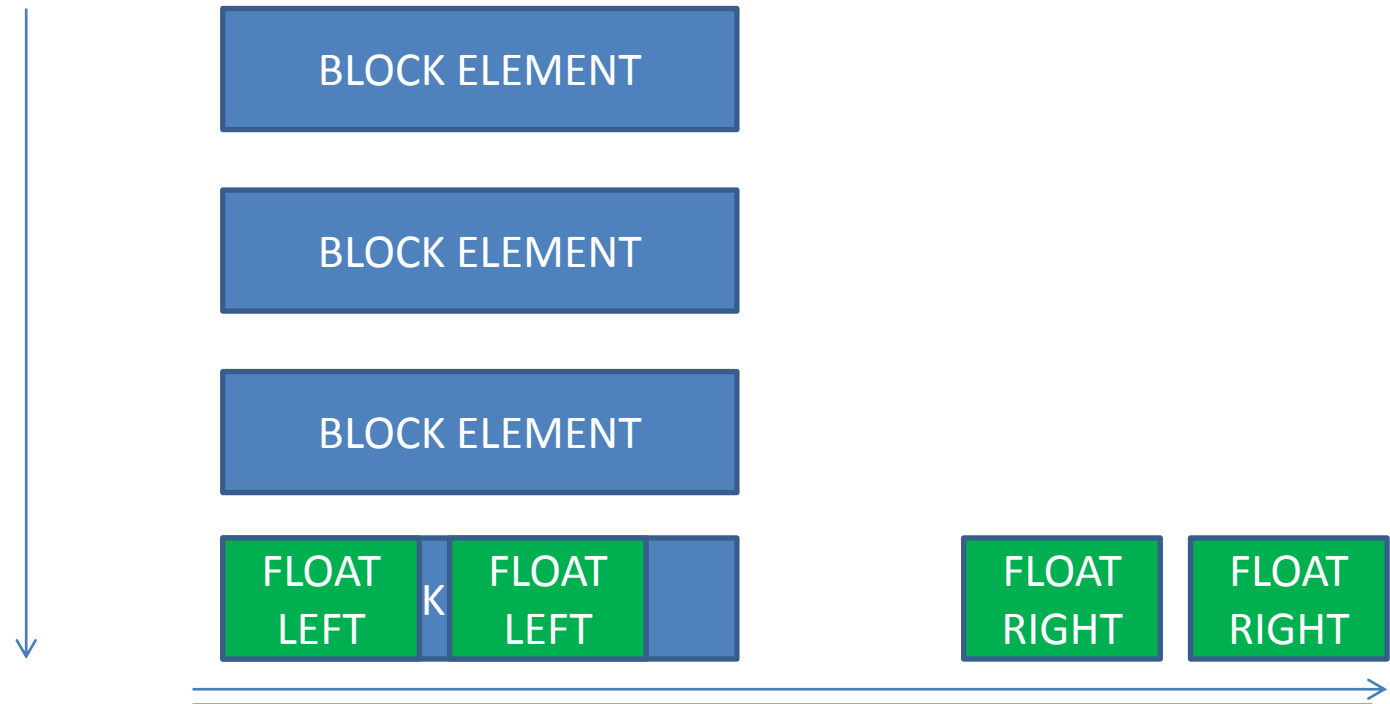 BLOCK ELEMENT
BLOCK ELEMENT
BLOCK ELEMENT
FLOAT
LEFT
K
FLOAT
LEFT
FLOAT
RIGHT
FLOAT
RIGHT